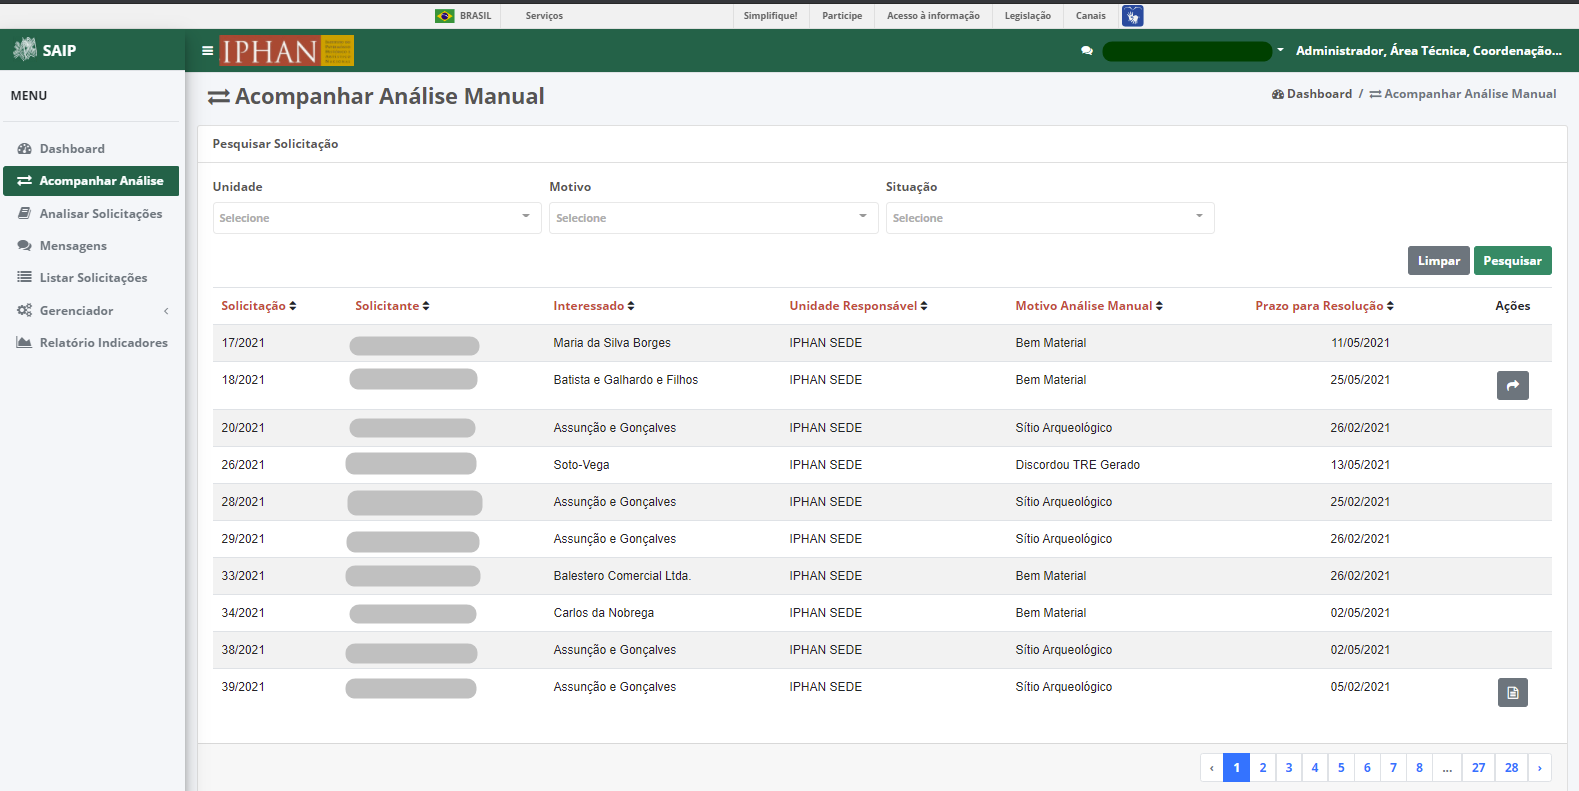 BRASIL Serviços Simplifique! Participe Acesso à informação Legislação Canais
SAIP IPHAN Administrador, Área Técnica, Coordenação...
MENU
Dashboard
Acompanhar Análise
Analisar Solicitações
Mensagens
Listar Solicitações
Gerenciador
Relatório Indicadores
Acompanhar Análise Manual
Dashboard / Acompanhar Análise Manual
Pesquisar Solicitação
Unidade Motivo Situação
Selecione Selecione Selecione
Limpar Pesquisar
Solicitação Solicitante Interessado Unidade Responsável Motivo Análise Manual Prazo para Resolução Ações
17/2021 Maria da Silva Borges IPHAN SEDE Bem Material 11/05/2021
18/2021 Batista e Galhardo e Filhos IPHAN SEDE Bem Material 25/05/2021
20/2021 Assunção e Gonçalves IPHAN SEDE Sítio Arqueológico 26/02/2021
26/2021 Soto-Vega IPHAN SEDE Discordou TRE Gerado 13/05/2021
28/2021 Assunção e Gonçalves IPHAN SEDE Sítio Arqueológico 25/02/2021
29/2021 Assunção e Gonçalves IPHAN SEDE Sítio Arqueológico 26/02/2021
33/2021 Balestero Comercial Ltda. IPHAN SEDE Bem Material 26/02/2021
34/2021 Carlos da Nobrega IPHAN SEDE Bem Material 02/05/2021
38/2021 Assunção e Gonçalves IPHAN SEDE Sítio Arqueológico 02/05/2021
39/2021 Assunção e Gonçalves IPHAN SEDE Sítio Arqueológico 05/02/2021
‹ 1 2 3 4 5 6 7 8 ... 27 28 ›